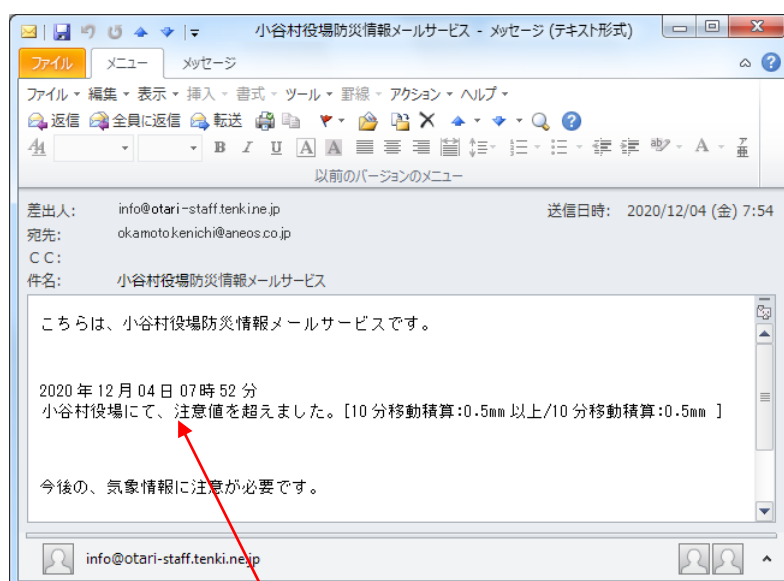 小谷村役場防災情報メールサービス - メッセージ (テキスト形式)
ファイル メニュー メッセージ
ファイル 編集 表示 挿入 書式 ツール 罫線 アクション ヘルプ
返信 全員に返信 転送
以前のバージョンのメニュー
差出人: info@otari-staff.tenki.ne.jp 送信日時: 2020/12/04 (金) 7:54
宛先: okamoto.kenichi@aneos.co.jp
CC:
件名: 小谷村役場防災情報メールサービス
こちらは、小谷村役場防災情報メールサービスです。
2020年12月04日07時52分
小谷村役場にて、注意値を超えました。[10分移動積算:0.5mm以上/10分移動積算:0.5mm ]
今後の、気象情報に注意が必要です。
info@otari-staff.tenki.ne.jp